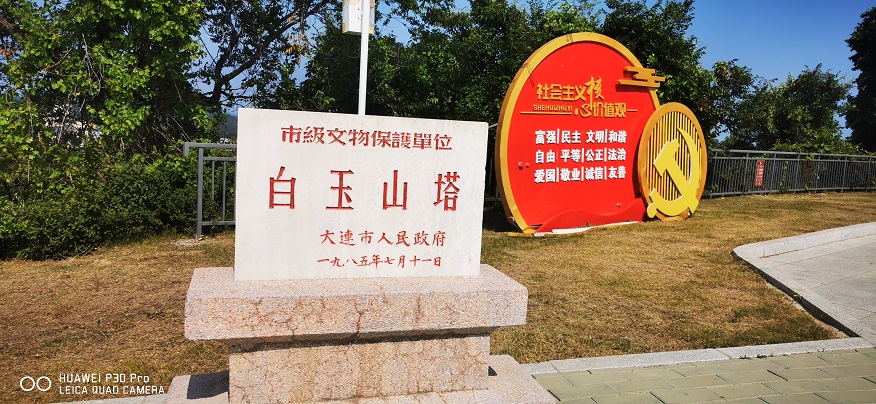 市級文物保護單位
白玉山塔
大連市人民政府
一九八五年七月十一日
社会主义核
SHEHUIZHUYI
心价值观
富强|民主 文明|和谐
自由 平等|公正|法治
爱国|敬业|诚信|友善
HUAWEI P30 Pro
LEICA QUAD CAMERA